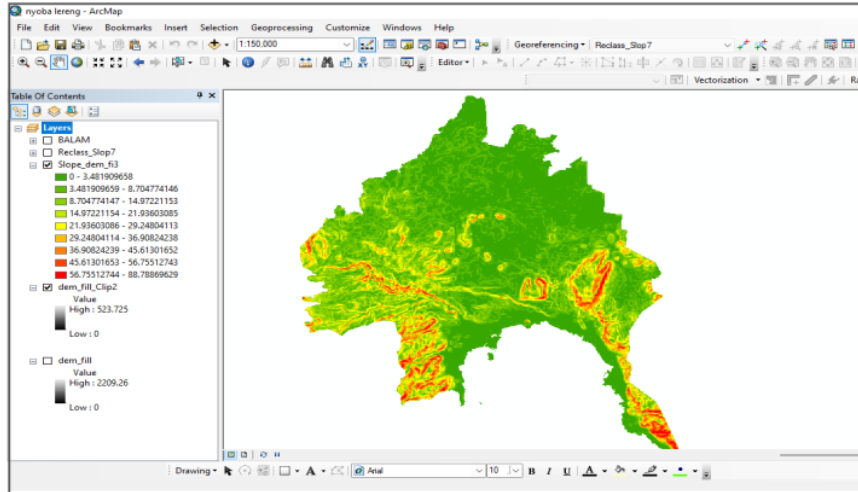 nyoba lereng - ArcMap
File Edit View Bookmarks Insert Selection Geoprocessing Customize Windows Help
1:150,000 Georeferencing Reclass_Slop7
Editor
Vectorization Ra
Table Of Contents
Layers
BALAM
Reclass_Slop7
Slope_dem_fi3
0 - 3.481909658
3.481909659 - 8.704774146
8.704774147 - 14.97221153
14.97221154 - 21.93603085
21.93603086 - 29.24804113
29.24804114 - 36.90824238
36.90824239 - 45.61301652
45.61301653 - 56.75512743
56.75512744 - 88.78869629
dem_fill_Clip2
Value
High : 523.725
Low : 0
dem_fill
Value
High : 2209.26
Low : 0
Drawing A Arial 10 B I U A